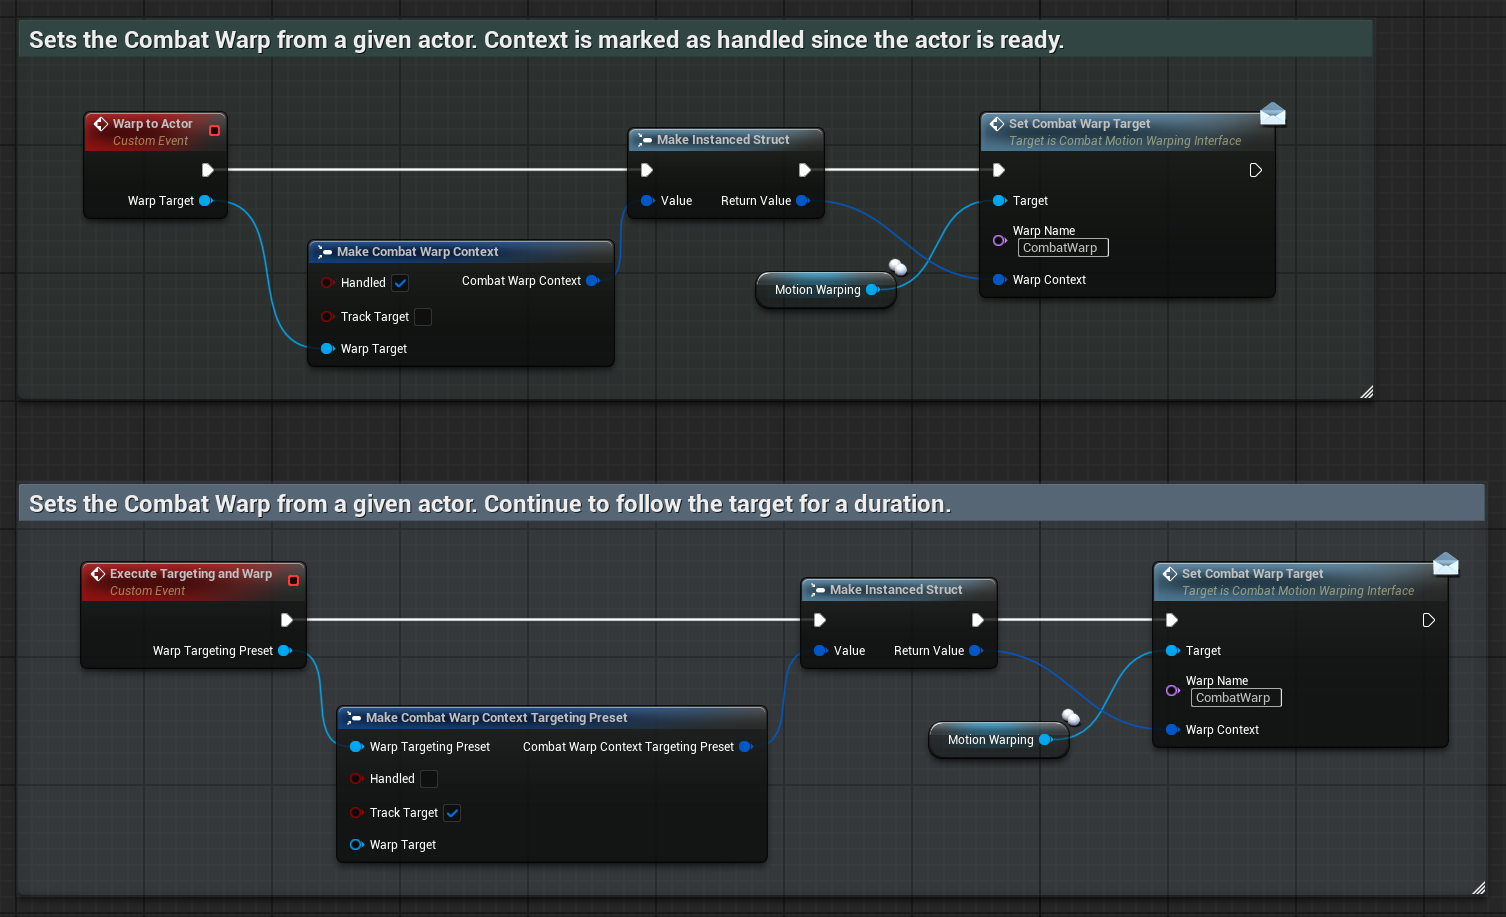 Sets the Combat Warp from a given actor. Context is marked as handled since the actor is ready.
Warp to Actor
Custom Event
Warp Target
Make Combat Warp Context
Handled
Combat Warp Context
Track Target
Warp Target
Make Instanced Struct
Value
Return Value
Motion Warping
Set Combat Warp Target
Target is Combat Motion Warping Interface
Target
Warp Name
CombatWarp
Warp Context
Sets the Combat Warp from a given actor. Continue to follow the target for a duration.
Execute Targeting and Warp
Custom Event
Warp Targeting Preset
Make Combat Warp Context Targeting Preset
Warp Targeting Preset
Combat Warp Context Targeting Preset
Handled
Track Target
Warp Target
Make Instanced Struct
Value
Return Value
Motion Warping
Set Combat Warp Target
Target is Combat Motion Warping Interface
Target
Warp Name
CombatWarp
Warp Context